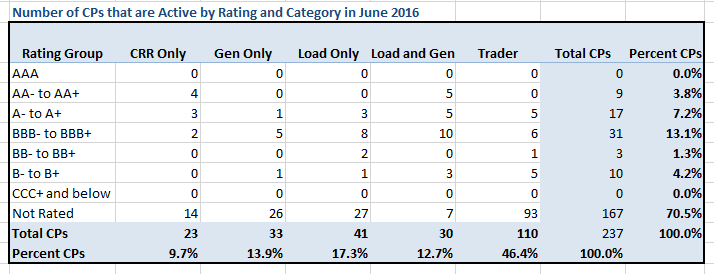 Number of CPs that are Active by Rating and Category in June 2016
Rating Group CRR Only Gen Only Load Only Load and Gen Trader Total CPs Percent CPs
AAA 0 0 0 0 0 0 0.0%
AA- to AA+ 4 0 0 5 0 9 3.8%
A- to A+ 3 1 3 5 5 17 7.2%
BBB- to BBB+ 2 5 8 10 6 31 13.1%
BB- to BB+ 0 0 2 0 1 3 1.3%
B- to B+ 0 1 1 3 5 10 4.2%
CCC+ and below 0 0 0 0 0 0 0.0%
Not Rated 14 26 27 7 93 167 70.5%
Total CPs 23 33 41 30 110 237 100.0%
Percent CPs 9.7% 13.9% 17.3% 12.7% 46.4% 100.0%